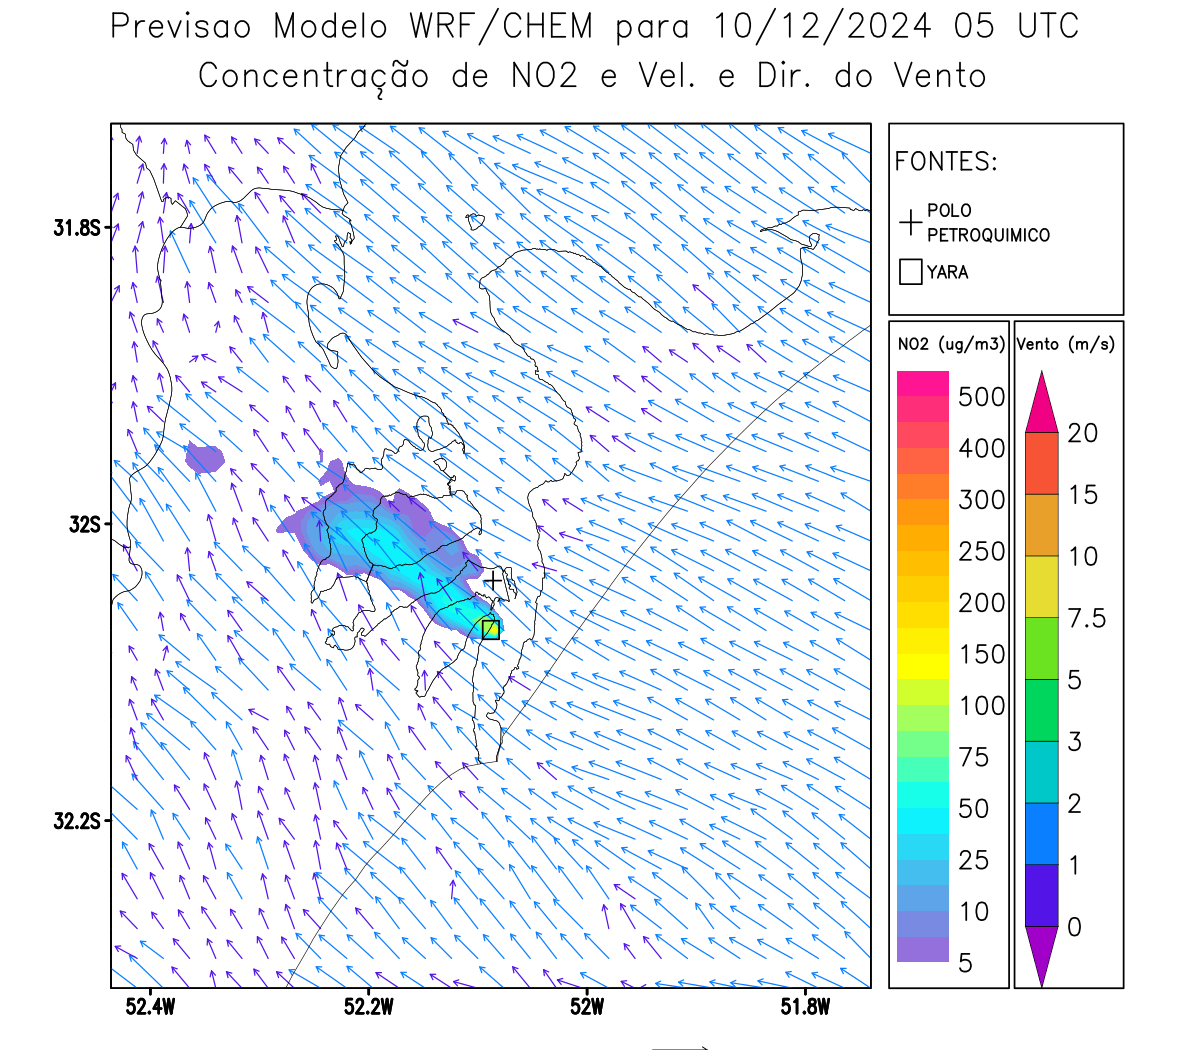 Previsao Modelo WRF/CHEM para 10/12/2024 05 UTC
Concentração de NO2 e Vel. e Dir. do Vento
FONTES:
POLO
PETROQUIMICO
YARA
NO2 (ug/m3)
500
400
300
250
200
150
100
75
50
25
10
5
Vento (m/s)
20
15
10
7.5
5
3
2
1
0
31.8S
32S
32.2S
52.4W
52.2W
52W
51.8W